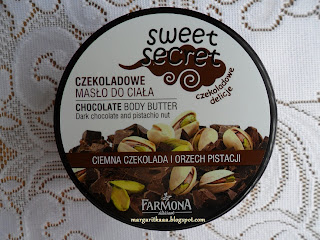 sweet
secret
czekoladowe
delicje
CZEKOLADOWE
MASŁO DO CIAŁA
CHOCOLATE BODY BUTTER
Dark chocolate and pistachio nut
CIEMNA CZEKOLADA I ORZECH PISTACJI
FARMONA
margaritkaaa.blogspot.com